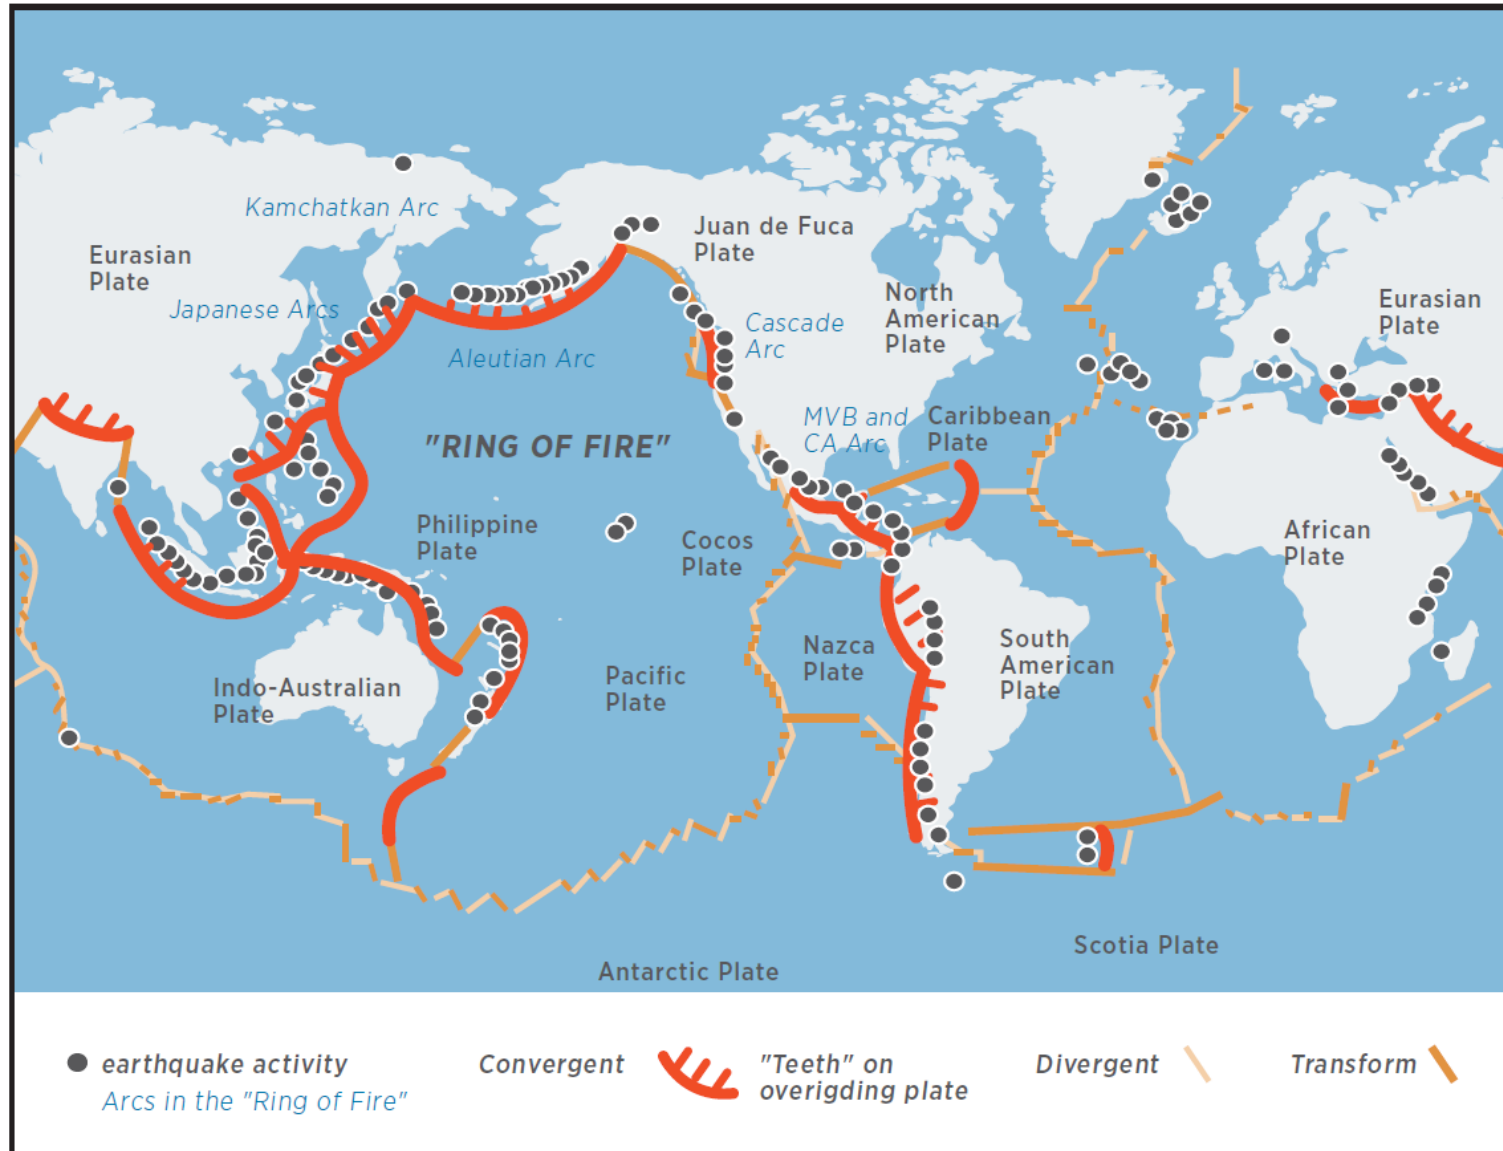 Kamchatkan Arc
Eurasian
Plate
Japanese Arcs
Aleutian Arc
Juan de Fuca
Plate
North
American
Plate
Cascade
Arc
Eurasian
Plate
"RING OF FIRE"
MVB and
CA Arc
Caribbean
Plate
Philippine
Plate
Cocos
Plate
African
Plate
Indo-Australian
Plate
Pacific
Plate
Nazca
Plate
South
American
Plate
Antarctic Plate
Scotia Plate
earthquake activity
Arcs in the "Ring of Fire"
Convergent
"Teeth" on
overigding plate
Divergent
Transform